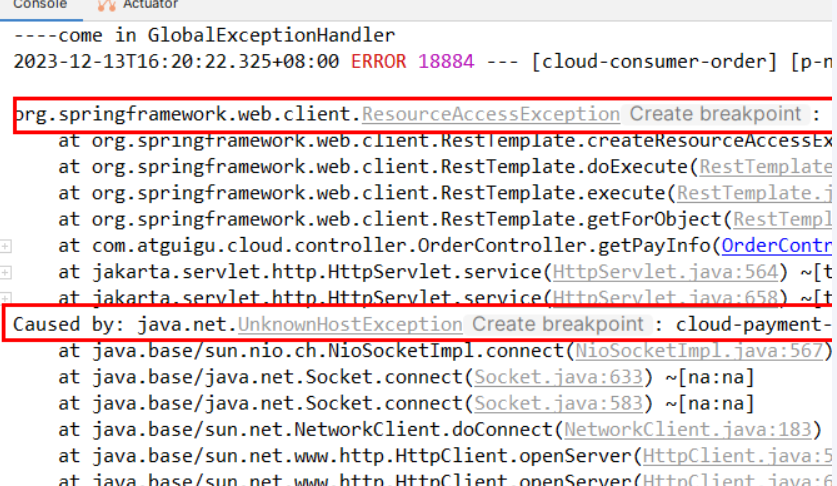 Console Actuator
----come in GlobalExceptionHandler
2023-12-13T16:20:22.325+08:00 ERROR 18884 --- [cloud-consumer-order] [p-n
org.springframework.web.client.ResourceAccessException Create breakpoint :
at org.springframework.web.client.RestTemplate.createResourceAccessEx
at org.springframework.web.client.RestTemplate.doExecute(RestTemplate
at org.springframework.web.client.RestTemplate.execute(RestTemplate.j
at org.springframework.web.client.RestTemplate.getForObject(RestTempl
at com.atguigu.cloud.controller.OrderController.getPayInfo(OrderContr
at jakarta.servlet.http.HttpServlet.service(HttpServlet.java:564) ~[t
at jakarta.servlet.http.HttpServlet.service(HttpServlet.java:658) ~[t
Caused by: java.net.UnknownHostException Create breakpoint : cloud-payment-
at java.base/sun.nio.ch.NioSocketImpl.connect(NioSocketImpl.java:567)
at java.base/java.net.Socket.connect(Socket.java:633) ~[na:na]
at java.base/java.net.Socket.connect(Socket.java:583) ~[na:na]
at java.base/sun.net.NetworkClient.doConnect(NetworkClient.java:183)
at java.base/sun.net.www.http.HttpClient.openServer(HttpClient.java:5
at java.base/sun.net.www.http.HttpClient.openServer(HttpClient.java:6